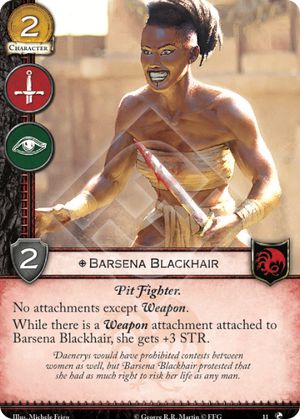 2
CHARACTER
2
BARSENA BLACKHAIR
Pit Fighter.
No attachments except Weapon.
While there is a Weapon attachment attached to
Barsena Blackhair, she gets +3 STR.
Daenerys would have prohibited contests between
women as well, but Barsena Blackhair protested that
she had as much right to risk her life as any man.
Illus. Michele Frigo
© George R.R. Martin © FFG
11